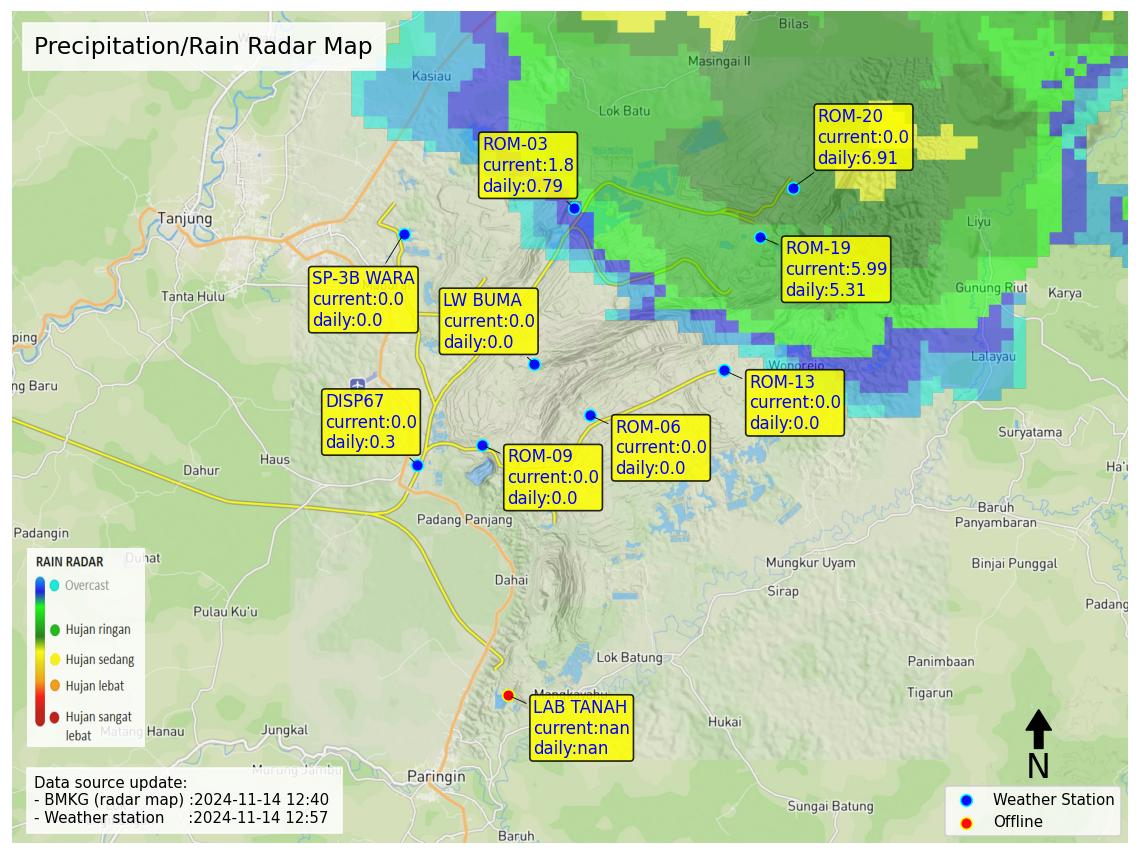 Precipitation/Rain Radar Map
Bilas
Masingai II
Kasiau
Lok Batu
ROM-20
current:0.0
daily:6.91
ROM-03
current:1.8
daily:0.79
Tanjung
Liyu
ROM-19
current:5.99
daily:5.31
SP-3B WARA
current:0.0
daily:0.0
LW BUMA
current:0.0
daily:0.0
Tanta Hulu
Gunung Riut
Karya
ping
Lalayau
Wonorejo
ng Baru
ROM-13
current:0.0
daily:0.0
DISP67
current:0.0
daily:0.3
ROM-06
current:0.0
daily:0.0
Suryatama
ROM-09
current:0.0
daily:0.0
Haus
Dahur
Ha'u
Baruh
Panyambaran
Padang Panjang
Padangin
Duhat
Mungkur Uyam
Binjai Punggal
Dahai
Sirap
Padang
Pulau Ku'u
RAIN RADAR
Overcast
Hujan ringan
Hujan sedang
Hujan lebat
Hujan sangat
lebat
Lok Batung
Panimbaan
Tigarun
Mangkayahu
LAB TANAH
current:nan
daily:nan
Hukai
Matang Hanau
Jungkal
Murung Jambu
Paringin
N
Data source update:
- BMKG (radar map) :2024-11-14 12:40
- Weather station :2024-11-14 12:57
Sungai Batung
Baruh
Weather Station
Offline